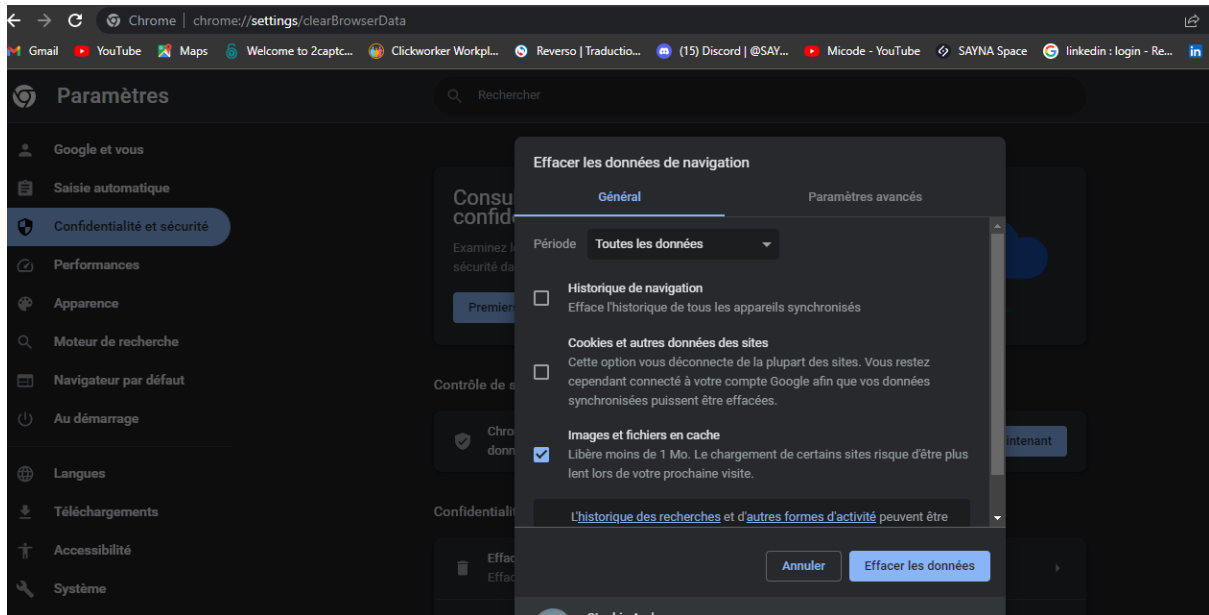 Chrome | chrome://settings/clearBrowserData
Gmail YouTube Maps Welcome to 2captc... Clickworker Workpl... Reverso | Traductio... (15) Discord | @SAY... Micode - YouTube SAYNA Space linkedin : login - Re...
Paramètres
Rechercher
Google et vous
Saisie automatique
Confidentialité et sécurité
Performances
Apparence
Moteur de recherche
Navigateur par défaut
Au démarrage
Langues
Téléchargements
Accessibilité
Système
Consu
confid
Examinez l
sécurité da
Premier
Contrôle de s
Chro
donn
intenant
Confidentialit
Effac
Effac
Effacer les données de navigation
Général Paramètres avancés
Période Toutes les données
Historique de navigation
Efface l'historique de tous les appareils synchronisés
Cookies et autres données des sites
Cette option vous déconnecte de la plupart des sites. Vous restez
cependant connecté à votre compte Google afin que vos données
synchronisées puissent être effacées.
Images et fichiers en cache
Libère moins de 1 Mo. Le chargement de certains sites risque d'être plus
lent lors de votre prochaine visite.
L'historique des recherches et d'autres formes d'activité peuvent être
Annuler Effacer les données